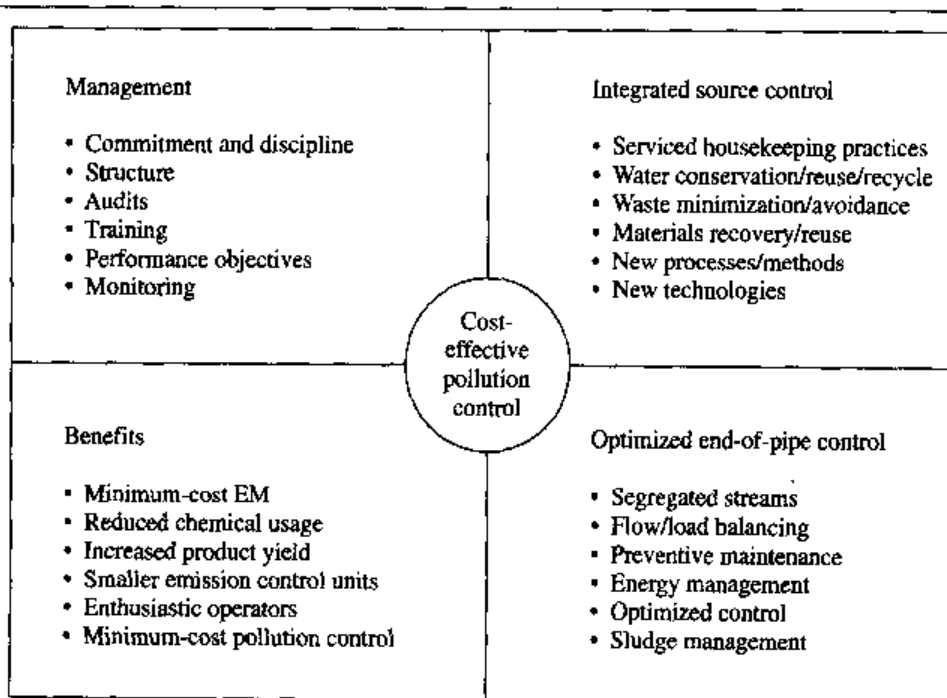 Management
• Commitment and discipline
• Structure
• Audits
• Training
• Performance objectives
• Monitoring
Integrated source control
• Serviced housekeeping practices
• Water conservation/reuse/recycle
• Waste minimization/avoidance
• Materials recovery/reuse
• New processes/methods
• New technologies
Cost-
effective
pollution
control
Benefits
• Minimum-cost EM
• Reduced chemical usage
• Increased product yield
• Smaller emission control units
• Enthusiastic operators
• Minimum-cost pollution control
Optimized end-of-pipe control
• Segregated streams
• Flow/load balancing
• Preventive maintenance
• Energy management
• Optimized control
• Sludge management